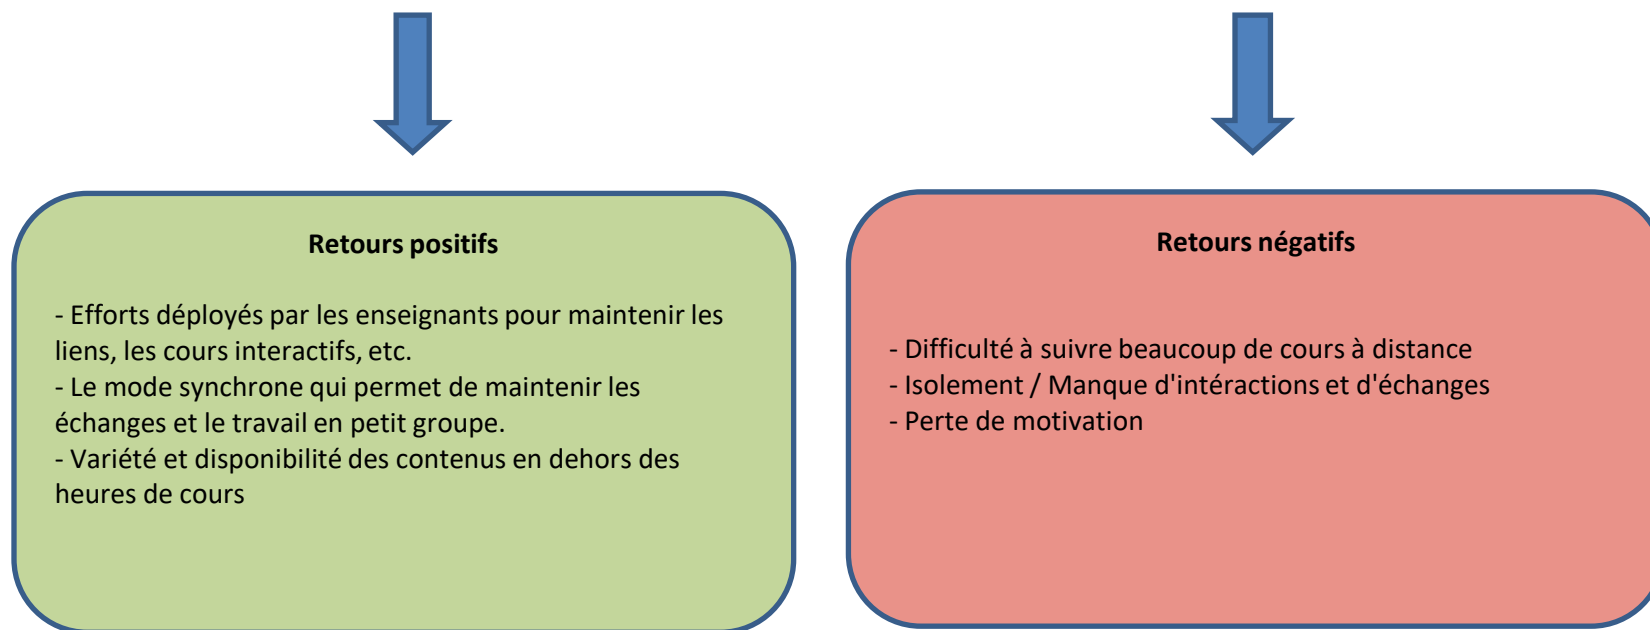 Retours positifs
- Efforts déployés par les enseignants pour maintenir les
liens, les cours interactifs, etc.
- Le mode synchrone qui permet de maintenir les
échanges et le travail en petit groupe.
- Variété et disponibilité des contenus en dehors des
heures de cours
Retours négatifs
- Difficulté à suivre beaucoup de cours à distance
- Isolement / Manque d'intéractions et d'échanges
- Perte de motivation